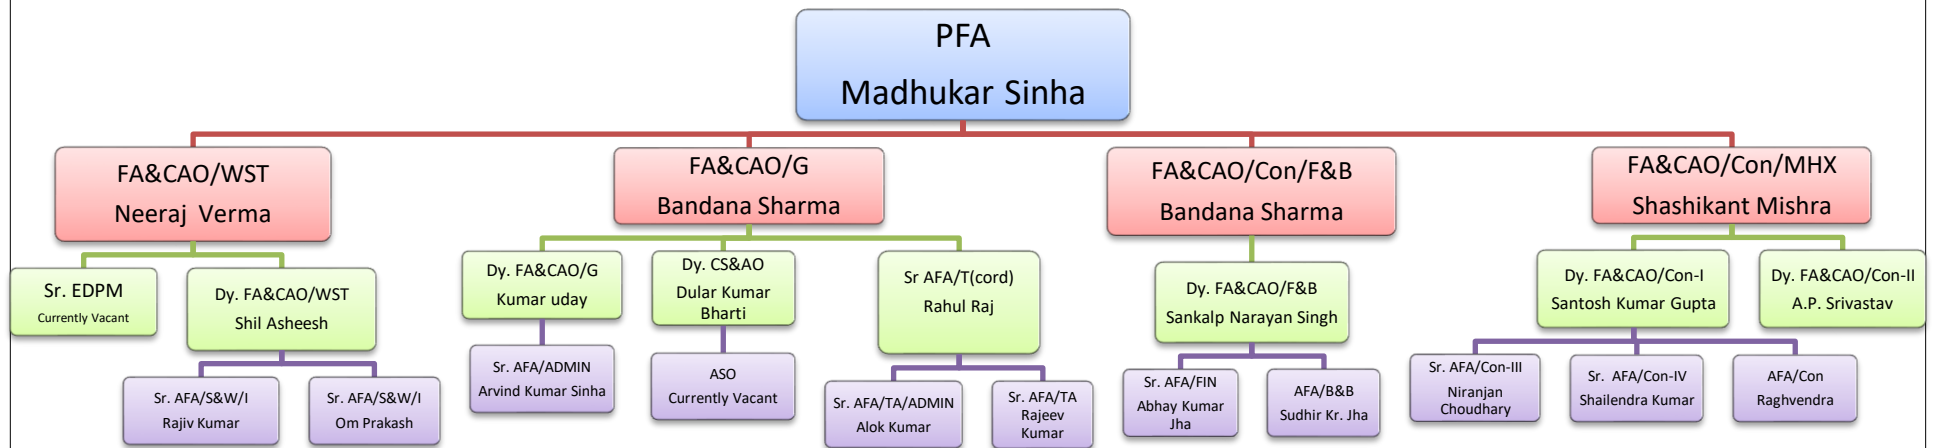 PFA
Madhukar Sinha
FA&CAO/WST
Neeraj Verma
FA&CAO/G
Bandana Sharma
FA&CAO/Con/F&B
Bandana Sharma
FA&CAO/Con/MHX
Shashikant Mishra
Sr. EDPM
Currently Vacant
Dy. FA&CAO/WST
Shil Asheesh
Dy. FA&CAO/G
Kumar uday
Dy. CS&AO
Dular Kumar
Bharti
Sr AFA/T(cord)
Rahul Raj
Dy. FA&CAO/F&B
Sankalp Narayan Singh
Dy. FA&CAO/Con-I
Santosh Kumar Gupta
Dy. FA&CAO/Con-II
A.P. Srivastav
Sr. AFA/S&W/I
Rajiv Kumar
Sr. AFA/S&W/I
Om Prakash
Sr. AFA/ADMIN
Arvind Kumar Sinha
ASO
Currently Vacant
Sr. AFA/TA/ADMIN
Alok Kumar
Sr. AFA/TA
Rajeev
Kumar
Sr. AFA/FIN
Abhay Kumar
Jha
AFA/B&B
Sudhir Kr. Jha
Sr. AFA/Con-III
Niranjan
Choudhary
Sr. AFA/Con-IV
Shailendra Kumar
AFA/Con
Raghvendra